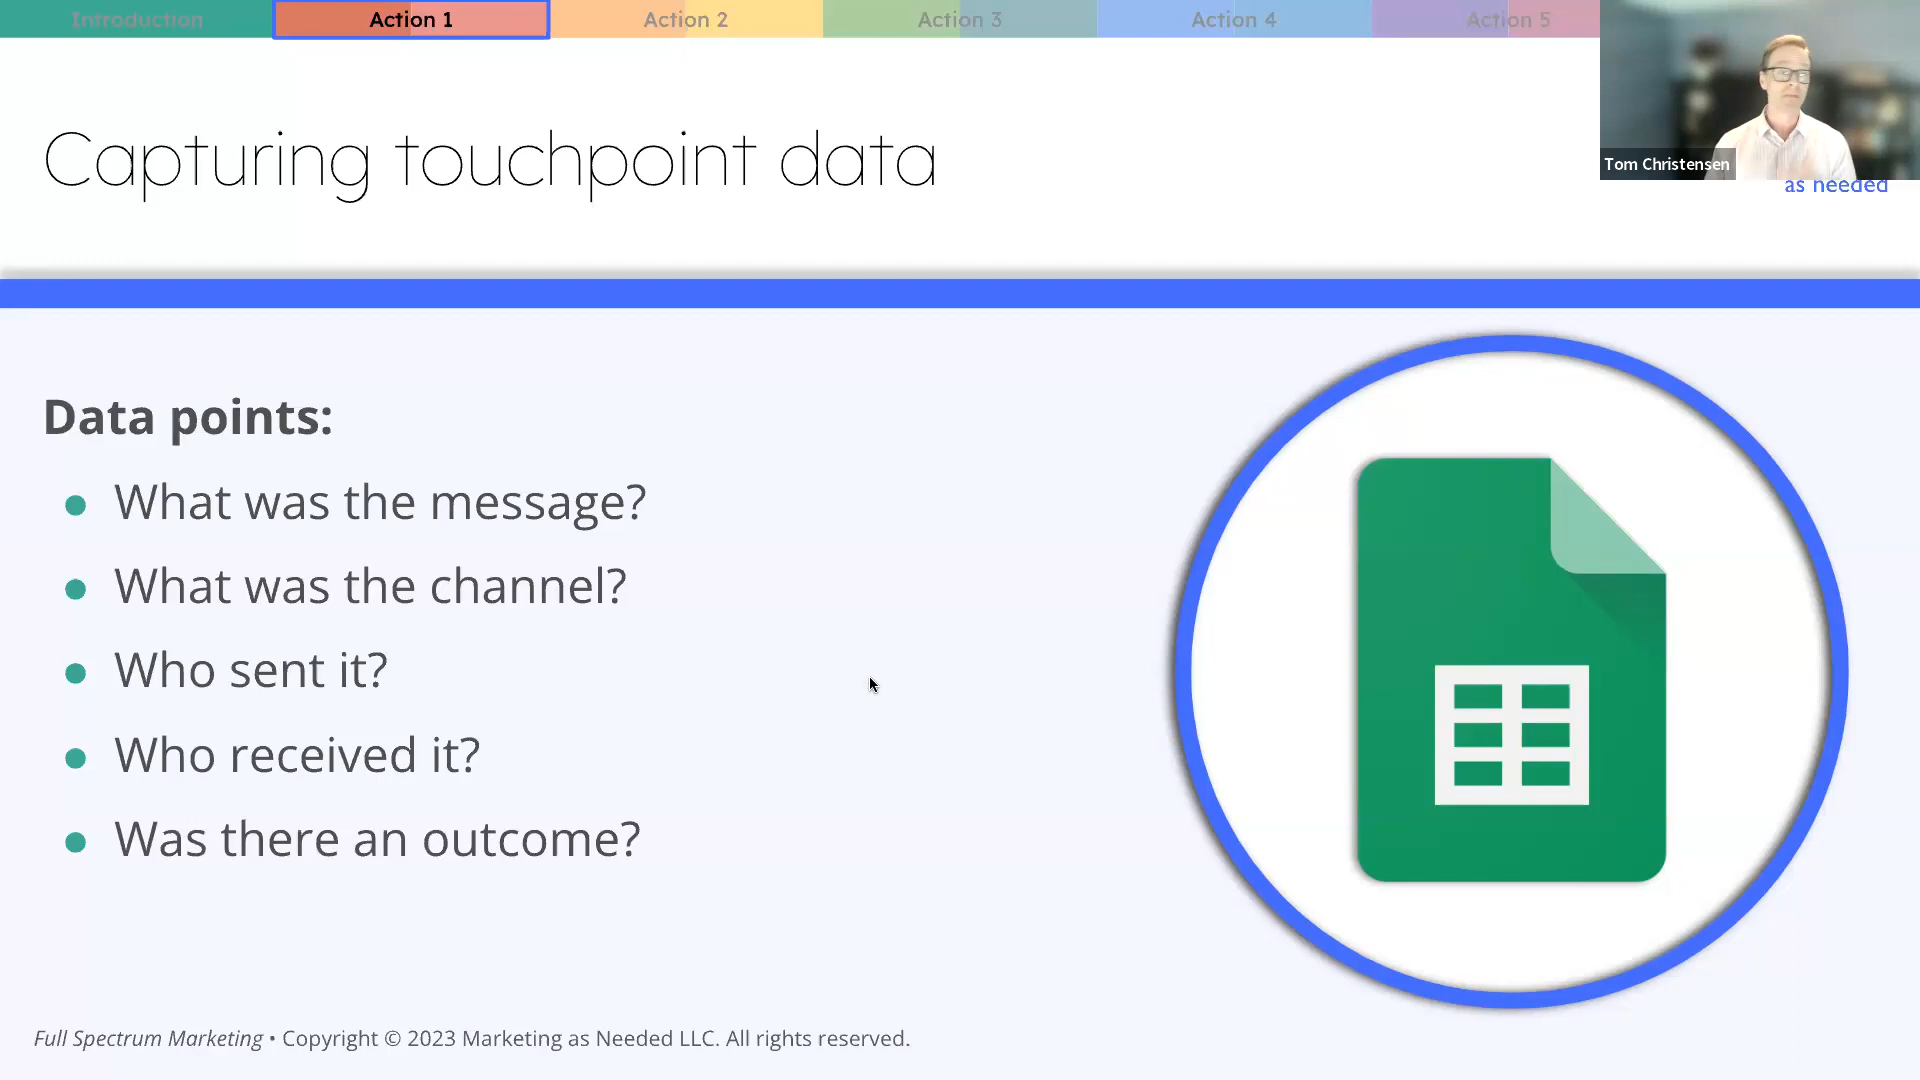 Introduction
Action 1
Action 2
Action 3
Action 4
Action 5
Tom Christensen
as needed
Capturing touchpoint data
Data points:
What was the message?
What was the channel?
Who sent it?
Who received it?
Was there an outcome?
Full Spectrum Marketing • Copyright © 2023 Marketing as Needed LLC. All rights reserved.